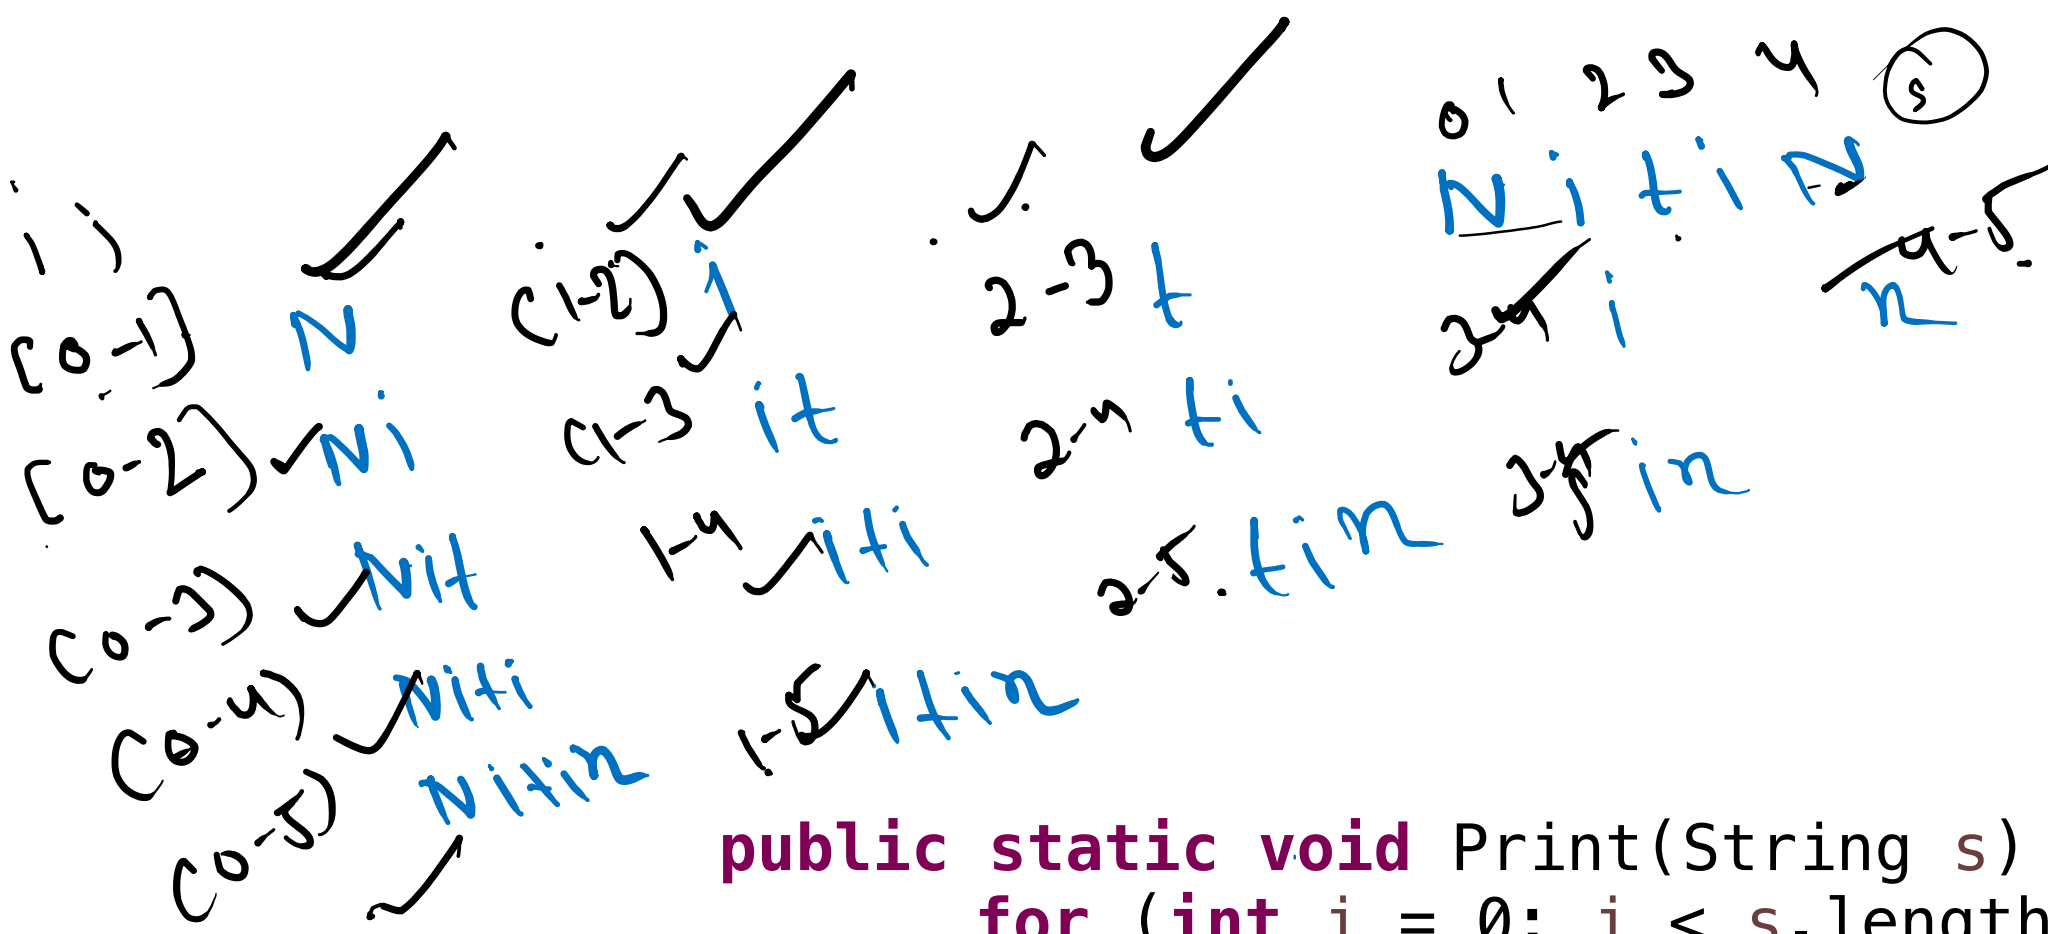 0 1 2 3 4 5
N i t i N
i )
[0-1) N (1-2) i 2-3 t 3-4 i 4-5 n
[0-2) Ni (1-3 it 2-4 ti 3-5 in
(0-3) Nit 1-4 iti 2-5 tin
(0-4) Niti 1-5 itin
(0-5) Nitin
public static void Print(String s)
for (int i = 0; i < s.length